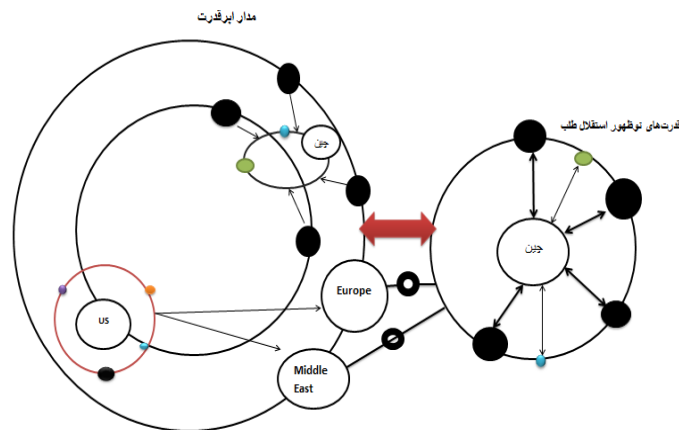 مدار ابرقدرت
قدرت‌های نوظهور استقلال طلب
چین
چین
Europe
US
Middle
East